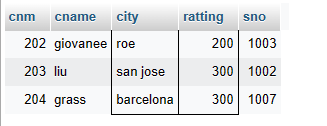 cnm cname city ratting sno
202 giovanee roe 200 1003
203 liu san jose 300 1002
204 grass barcelona 300 1007